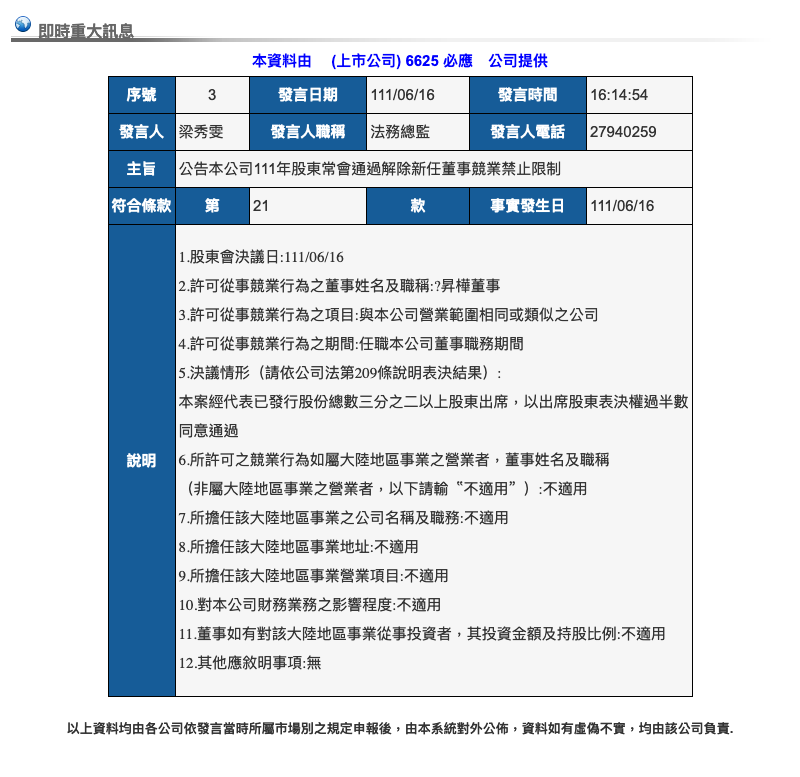 即時重大訊息
本資料由 (上市公司) 6625 必應 公司提供
序號 3 發言日期 111/06/16 發言時間 16:14:54
發言人 梁秀雯 發言人職稱 法務總監 發言人電話 27940259
主旨 公告本公司111年股東常會通過解除新任董事競業禁止限制
符合條款 第 21 款 事實發生日 111/06/16
說明
1.股東會決議日:111/06/16
2.許可從事競業行為之董事姓名及職稱:?昇樺董事
3.許可從事競業行為之項目:與本公司營業範圍相同或類似之公司
4.許可從事競業行為之期間:任職本公司董事職務期間
5.決議情形（請依公司法第209條說明表決結果）:
本案經代表已發行股份總數三分之二以上股東出席，以出席股東表決權過半數
同意通過
6.所許可之競業行為如屬大陸地區事業之營業者，董事姓名及職稱
（非屬大陸地區事業之營業者，以下請輸〝不適用〞）:不適用
7.所擔任該大陸地區事業之公司名稱及職務:不適用
8.所擔任該大陸地區事業地址:不適用
9.所擔任該大陸地區事業營業項目:不適用
10.對本公司財務業務之影響程度:不適用
11.董事如有對該大陸地區事業從事投資者，其投資金額及持股比例:不適用
12.其他應敘明事項:無
以上資料均由各公司依發言當時所屬市場別之規定申報後，由本系統對外公佈，資料如有虛偽不實，均由該公司負責.